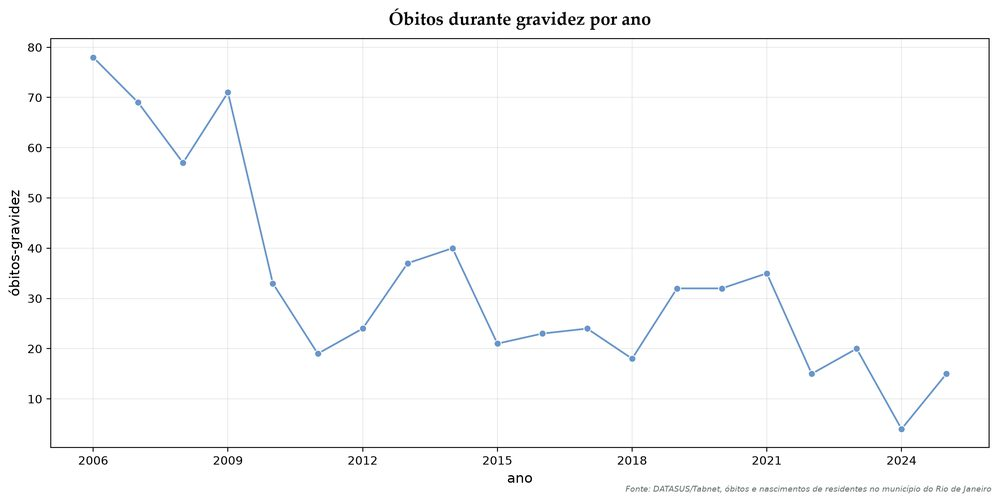 Óbitos durante gravidez por ano
80
70
60
50
40
30
20
10
óbitos-gravidez
2006 2009 2012 2015 2018 2021 2024
ano
Fonte: DATASUS/Tabnet, óbitos e nascimentos de residentes no município do Rio de Janeiro